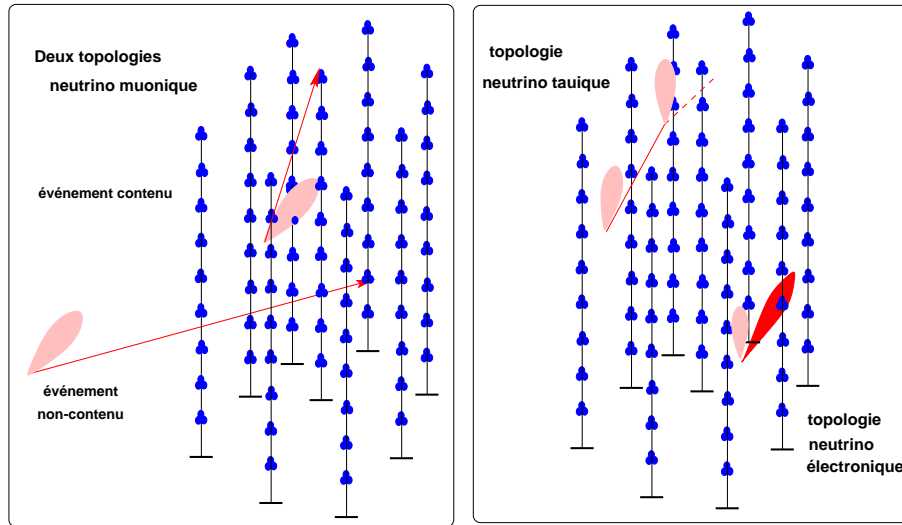 Deux topologies
neutrino muonique
événement contenu
événement
non-contenu
topologie
neutrino tauique
topologie
neutrino
électronique